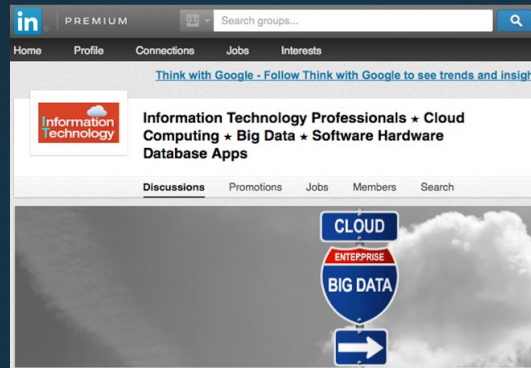 in PREMIUM Search groups...
Home Profile Connections Jobs Interests
Think with Google - Follow Think with Google to see trends and insigh
Information
Technology
Information Technology Professionals ★ Cloud
Computing ★ Big Data ★ Software Hardware
Database Apps
Discussions Promotions Jobs Members Search
CLOUD
ENTERPRISE
BIG DATA